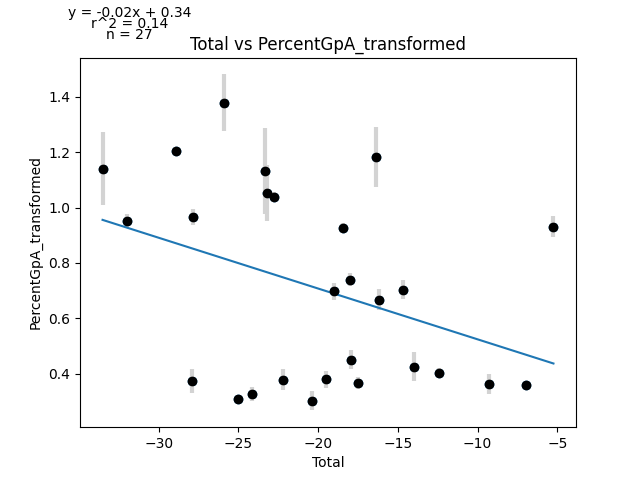 y = -0.02x + 0.34
r^2 = 0.14
n = 27
Total vs PercentGpA_transformed
PercentGpA_transformed
1.4
1.2
1.0
0.8
0.6
0.4
−30
−25
−20
−15
−10
−5
Total